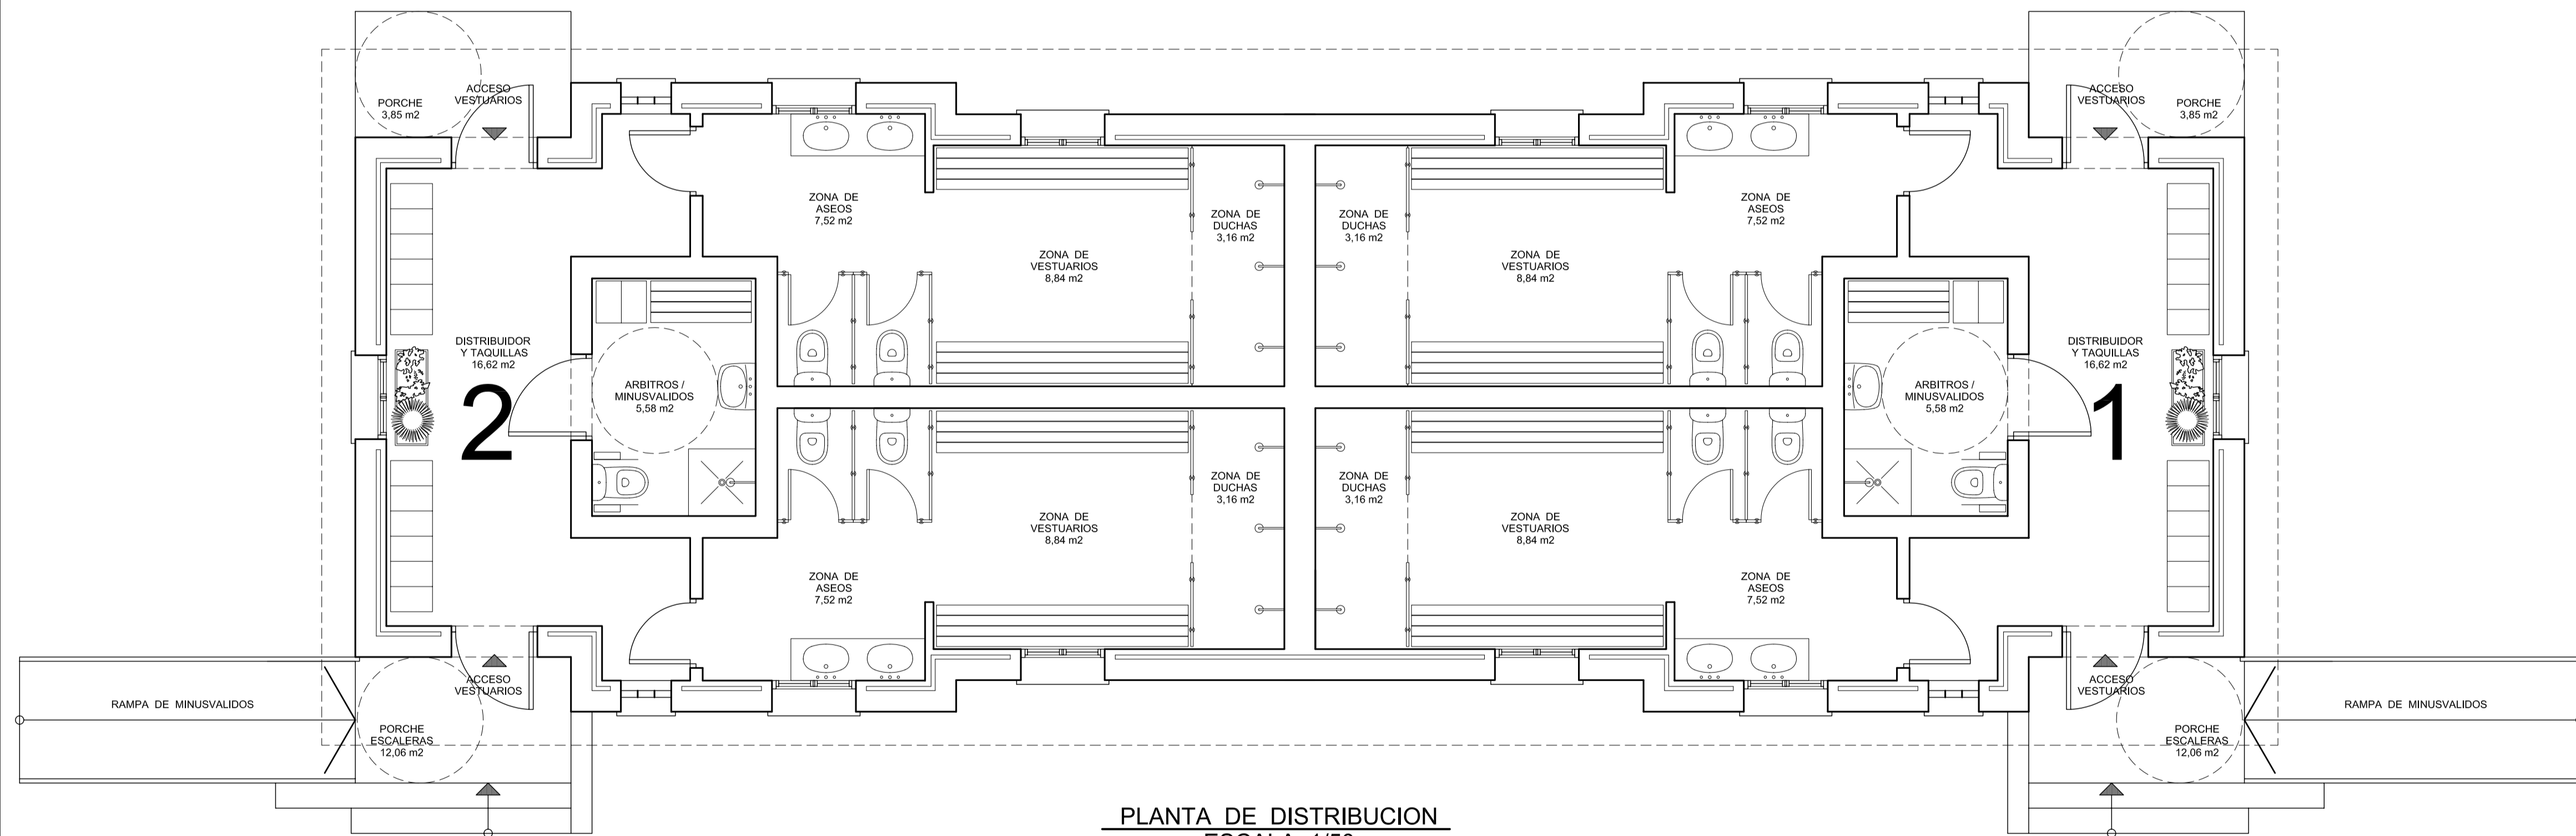 PORCHE
3,85 m2
ACCESO
VESTUARIOS
ACCESO
VESTUARIOS
PORCHE
3,85 m2
ZONA DE
ASEOS
7,52 m2
ZONA DE
VESTUARIOS
8,84 m2
ZONA DE
DUCHAS
3,16 m2
ZONA DE
DUCHAS
3,16 m2
ZONA DE
VESTUARIOS
8,84 m2
ZONA DE
ASEOS
7,52 m2
DISTRIBUIDOR
Y TAQUILLAS
16,62 m2
2
ARBITROS /
MINUSVALIDOS
5,58 m2
ARBITROS /
MINUSVALIDOS
5,58 m2
DISTRIBUIDOR
Y TAQUILLAS
16,62 m2
1
ZONA DE
ASEOS
7,52 m2
ZONA DE
VESTUARIOS
8,84 m2
ZONA DE
DUCHAS
3,16 m2
ZONA DE
DUCHAS
3,16 m2
ZONA DE
VESTUARIOS
8,84 m2
ZONA DE
ASEOS
7,52 m2
RAMPA DE MINUSVALIDOS
ACCESO
VESTUARIOS
PORCHE
ESCALERAS
12,06 m2
ACCESO
VESTUARIOS
PORCHE
ESCALERAS
12,06 m2
RAMPA DE MINUSVALIDOS
PLANTA DE DISTRIBUCION